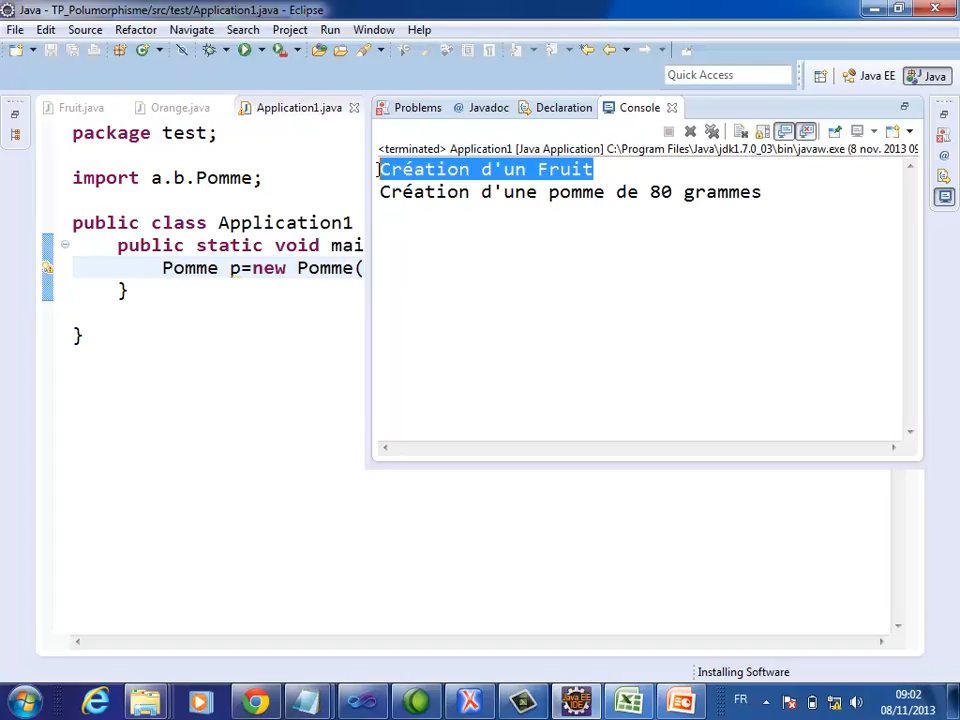 Java - TP_Polumorphisme/src/test/Application1.java - Eclipse
File Edit Source Refactor Navigate Search Project Run Window Help
Quick Access Java EE Java
Fruit.java Orange.java Application1.java
Problems @ Javadoc Declaration Console
<terminated> Application1 [Java Application] C:\Program Files\Java\jdk1.7.0_03\bin\javaw.exe (8 nov. 2013 09
Création d'un Fruit
Création d'une pomme de 80 grammes
package test;
import a.b.Pomme;
public class Application1
public static void mai
Pomme p=new Pomme(
}
}
Installing Software
FR
09:02
08/11/2013